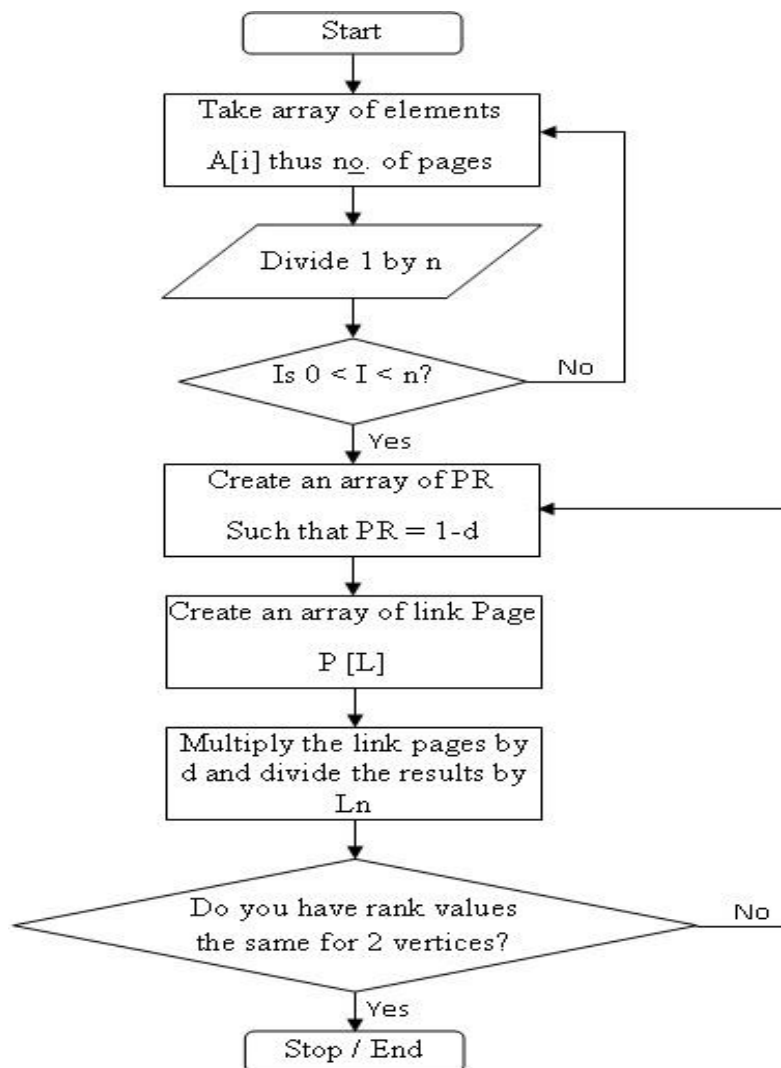 Start
Take array of elements
A[i] thus no. of pages
Divide 1 by n
Is 0 < I < n?
No
Yes
Create an array of PR
Such that PR = 1-d
Create an array of link Page
P [L]
Multiply the link pages by
d and divide the results by
Ln
Do you have rank values
the same for 2 vertices?
No
Yes
Stop / End